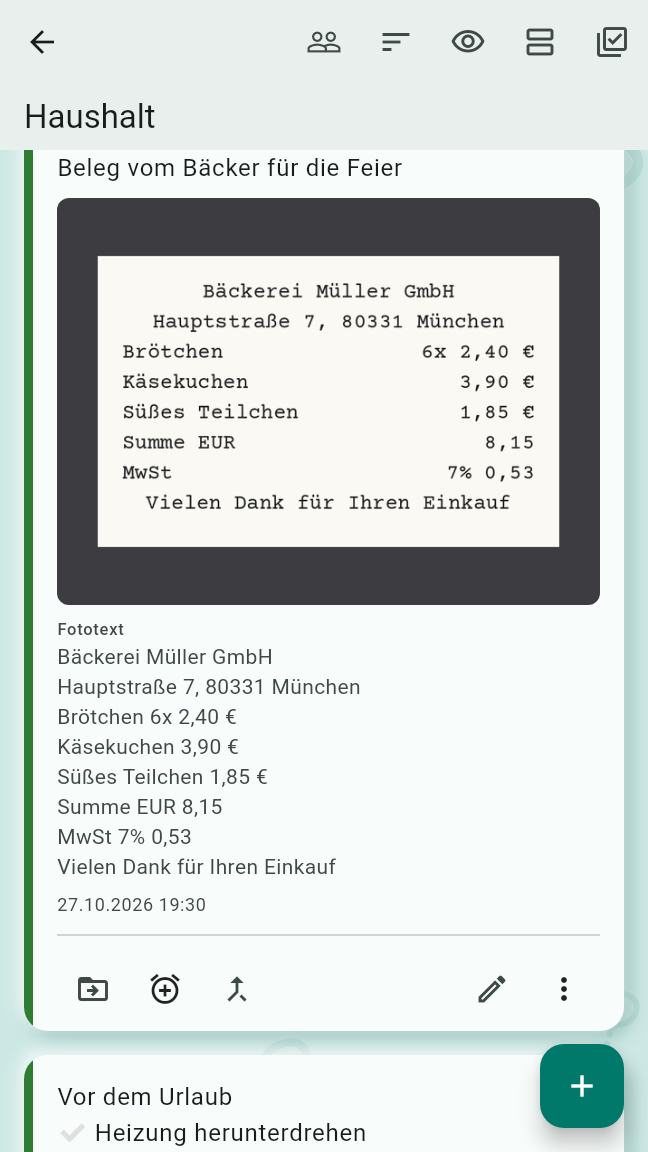 Haushalt
Beleg vom Bäcker für die Feier
Bäckerei Müller GmbH
Hauptstraße 7, 80331 München
Brötchen 6x 2,40 €
Käsekuchen 3,90 €
Süßes Teilchen 1,85 €
Summe EUR 8,15
MwSt 7% 0,53
Vielen Dank für Ihren Einkauf
Fototext
Bäckerei Müller GmbH
Hauptstraße 7, 80331 München
Brötchen 6x 2,40 €
Käsekuchen 3,90 €
Süßes Teilchen 1,85 €
Summe EUR 8,15
MwSt 7% 0,53
Vielen Dank für Ihren Einkauf
27.10.2026 19:30
Vor dem Urlaub
Heizung herunterdrehen